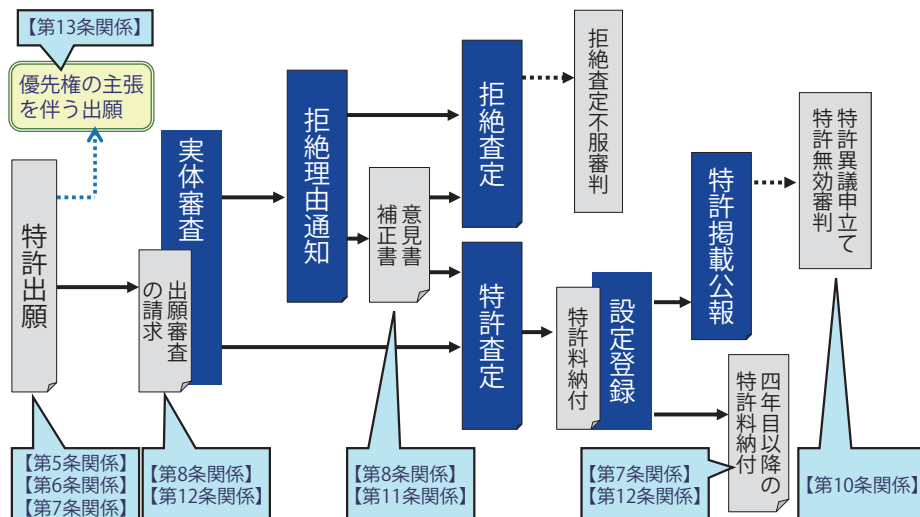 【第13条関係】
優先権の主張
を伴う出願
特許出願
【第5条関係】
【第6条関係】
【第7条関係】
実体審査
出願審査
の請求
【第8条関係】
【第12条関係】
拒絶理由通知
意見書
補正書
【第8条関係】
【第11条関係】
拒絶査定
拒絶査定不服審判
特許査定
特許料納付
設定登録
特許掲載公報
特許異議申立て
特許無効審判
【第10条関係】
四年目以降の
特許料納付
【第7条関係】
【第12条関係】